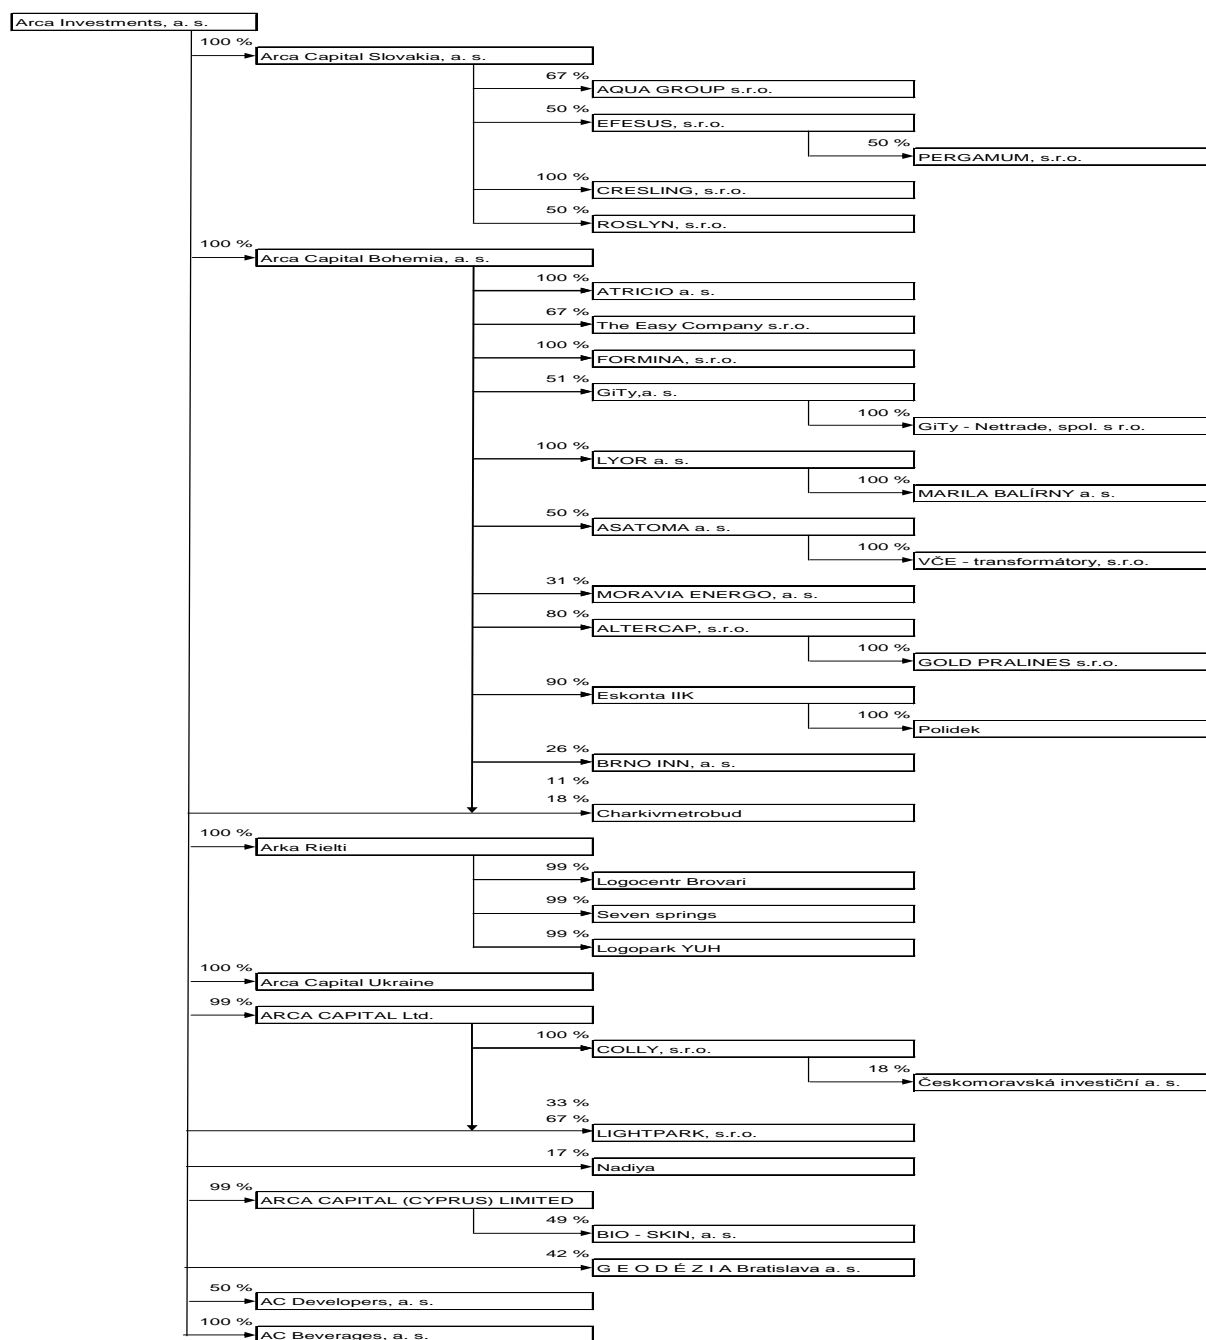 Arca Investments, a. s.
100 %
Arca Capital Slovakia, a. s.
67 %
AQUA GROUP s.r.o.
50 %
EFESUS, s.r.o.
50 %
PERGAMUM, s.r.o.
100 %
CRESLING, s.r.o.
50 %
ROSLYN, s.r.o.
100 %
Arca Capital Bohemia, a. s.
100 %
ATRICIO a. s.
67 %
The Easy Company s.r.o.
100 %
FORMINA, s.r.o.
51 %
GiTy,a. s.
100 %
GiTy - Nettrade, spol. s r.o.
100 %
LYOR a. s.
100 %
MARILA BALÍRNY a. s.
50 %
ASATOMA a. s.
100 %
VČE - transformátory, s.r.o.
31 %
MORAVIA ENERGO, a. s.
80 %
ALTERCAP, s.r.o.
100 %
GOLD PRALINES s.r.o.
90 %
Eskonta IIK
100 %
Polidek
26 %
BRNO INN, a. s.
11 %
18 %
Charkivmetrobud
100 %
Arka Rielti
99 %
Logocentr Brovari
99 %
Seven springs
99 %
Logopark YUH
100 %
Arca Capital Ukraine
99 %
ARCA CAPITAL Ltd.
100 %
COLLY, s.r.o.
18 %
Českomoravská investiční a. s.
33 %
67 %
LIGHTPARK, s.r.o.
17 %
Nadiya
99 %
ARCA CAPITAL (CYPRUS) LIMITED
49 %
BIO - SKIN, a. s.
42 %
G E O D É Z I A Bratislava a. s.
50 %
AC Developers, a. s.
100 %
AC Beverages, a. s.